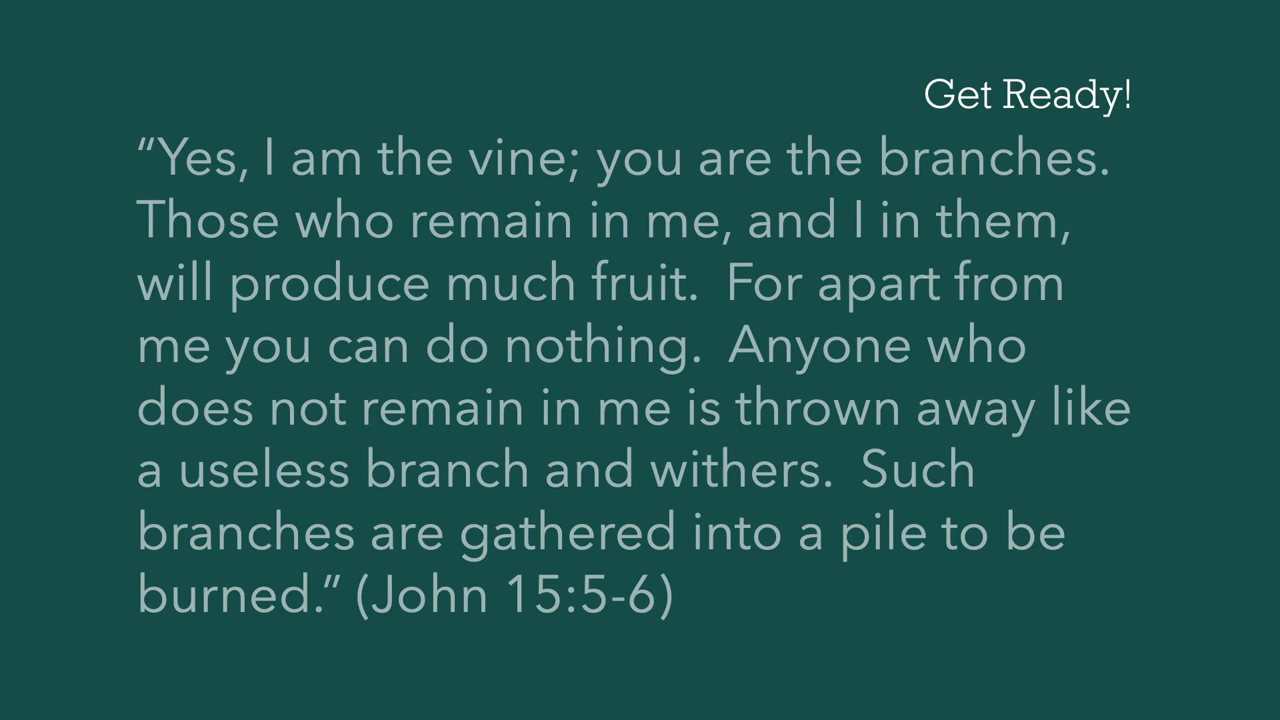 Get Ready!
“Yes, I am the vine; you are the branches.
Those who remain in me, and I in them,
will produce much fruit.  For apart from
me you can do nothing.  Anyone who
does not remain in me is thrown away like
a useless branch and withers.  Such
branches are gathered into a pile to be
burned.” (John 15:5-6)